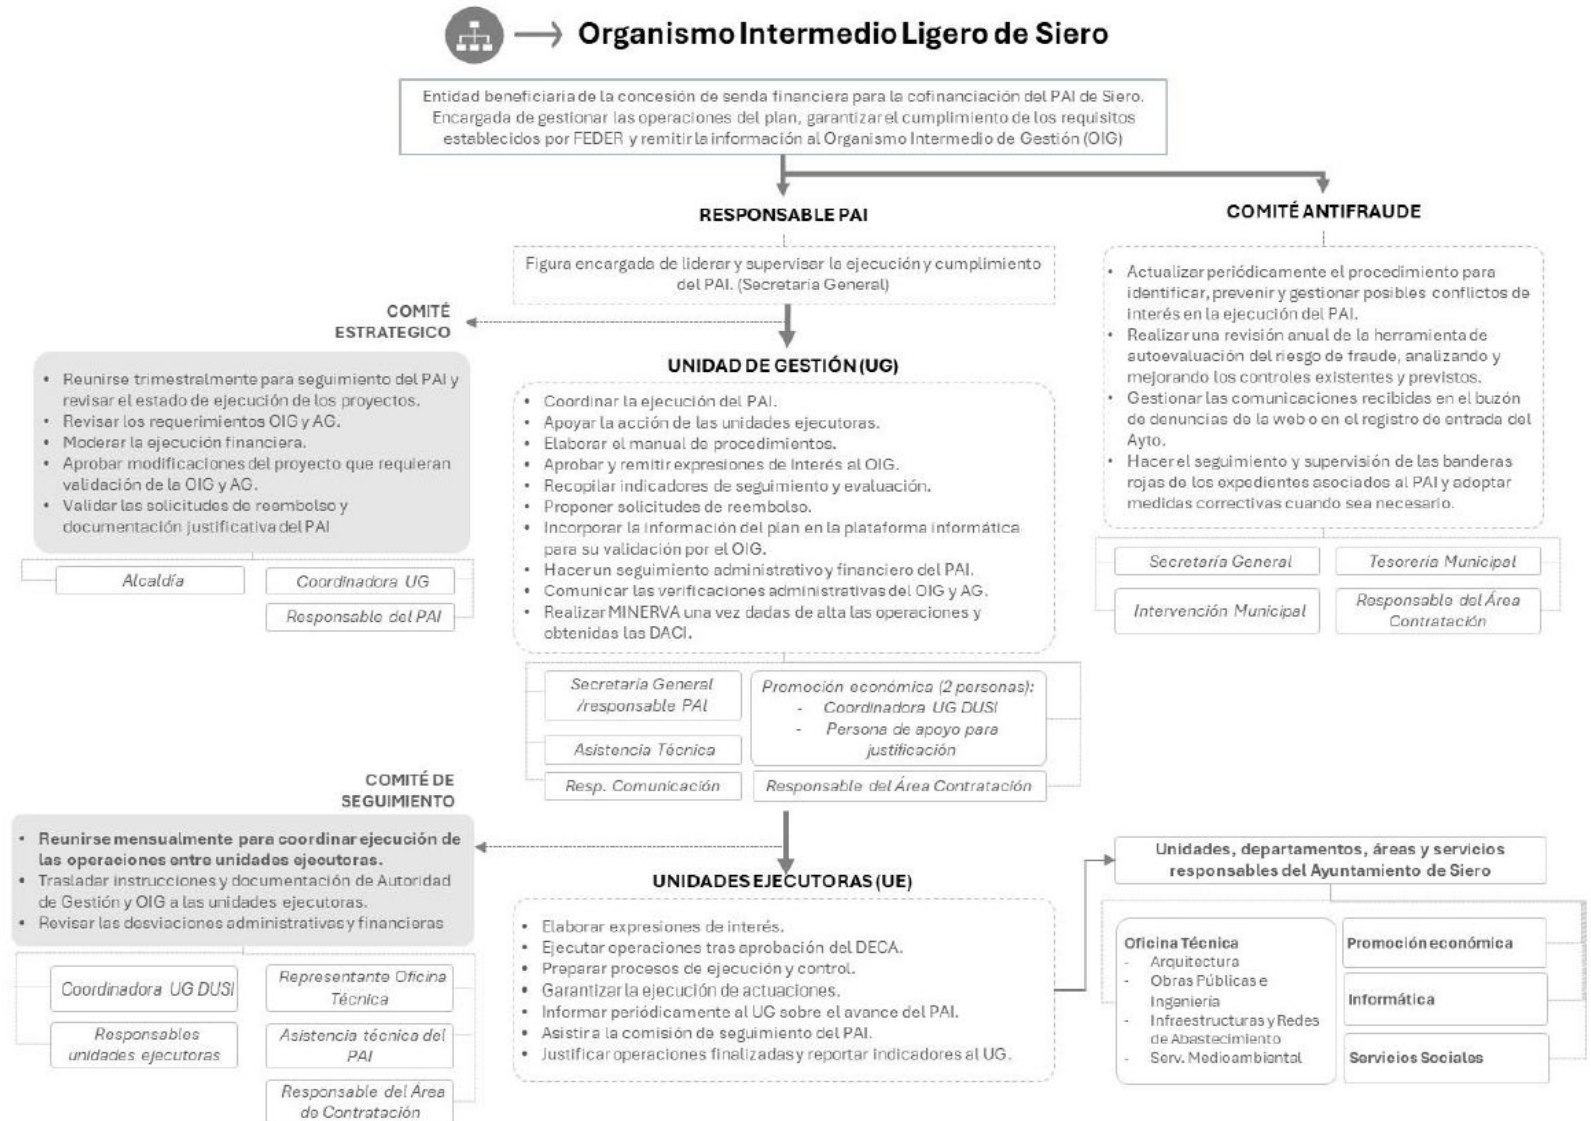 Organismo Intermedio Ligero de Siero
Entidad beneficiaria de la concesión de senda financiera para la cofinanciación del PAI de Siero.
Encargada de gestionar las operaciones del plan, garantizar el cumplimiento de los requisitos
establecidos por FEDER y remitir la información al Organismo Intermedio de Gestión (OIG)
RESPONSABLE PAI
Figura encargada de liderar y supervisar la ejecución y cumplimiento
del PAI. (Secretaría General)
COMITÉ ANTIFRAUDE
• Actualizar periódicamente el procedimiento para
identificar, prevenir y gestionar posibles conflictos de
interés en la ejecución del PAI.
• Realizar una revisión anual de la herramienta de
autoevaluación del riesgo de fraude, analizando y
mejorando los controles existentes y previstos.
• Gestionar las comunicaciones recibidas en el buzón
de denuncias de la web o en el registro de entrada del
Ayto.
• Hacer el seguimiento y supervisión de las banderas
rojas de los expedientes asociados al PAI y adoptar
medidas correctivas cuando sea necesario.
Secretaría General
Tesorería Municipal
Intervención Municipal
Responsable del Área
Contratación
COMITÉ
ESTRATEGICO
• Reunirse trimestralmente para seguimiento del PAI y
revisar el estado de ejecución de los proyectos.
• Revisar los requerimientos OIG y AG.
• Moderar la ejecución financiera.
• Aprobar modificaciones del proyecto que requieran
validación de la OIG y AG.
• Validar las solicitudes de reembolso y
documentación justificativa del PAI
Alcaldía
Coordinadora UG
Responsable del PAI
UNIDAD DE GESTIÓN (UG)
• Coordinar la ejecución del PAI.
• Apoyar la acción de las unidades ejecutoras.
• Elaborar el manual de procedimientos.
• Aprobar y remitir expresiones de interés al OIG.
• Recopilar indicadores de seguimiento y evaluación.
• Proponer solicitudes de reembolso.
• Incorporar la información del plan en la plataforma informática
para su validación por el OIG.
• Hacer un seguimiento administrativo y financiero del PAI.
• Comunicar las verificaciones administrativas del OIG y AG.
• Realizar MINERVA una vez dadas de alta las operaciones y
obtenidas las DACI.
Secretaría General
/responsable PAI
Asistencia Técnica
Resp. Comunicación
Promoción económica (2 personas):
- Coordinadora UG DUSI
- Persona de apoyo para
justificación
Responsable del Área Contratación
COMITÉ DE
SEGUIMIENTO
• Reunirse mensualmente para coordinar ejecución de
las operaciones entre unidades ejecutoras.
• Trasladar instrucciones y documentación de Autoridad
de Gestión y OIG a las unidades ejecutoras.
• Revisar las desviaciones administrativas y financieras
Coordinadora UG DUSI
Responsables
unidades ejecutoras
Representante Oficina
Técnica
Asistencia técnica del
PAI
Responsable del Área
de Contratación
UNIDADES EJECUTORAS (UE)
• Elaborar expresiones de interés.
• Ejecutar operaciones tras aprobación del DECA.
• Preparar procesos de ejecución y control.
• Garantizar la ejecución de actuaciones.
• Informar periódicamente al UG sobre el avance del PAI.
• Asistir a la comisión de seguimiento del PAI.
• Justificar operaciones finalizadas y reportar indicadores al UG.
Unidades, departamentos, áreas y servicios
responsables del Ayuntamiento de Siero
Oficina Técnica
- Arquitectura
- Obras Públicas e
Ingeniería
- Infraestructuras y Redes
de Abastecimiento
- Serv. Medioambiental
Promoción económica
Informática
Servicios Sociales